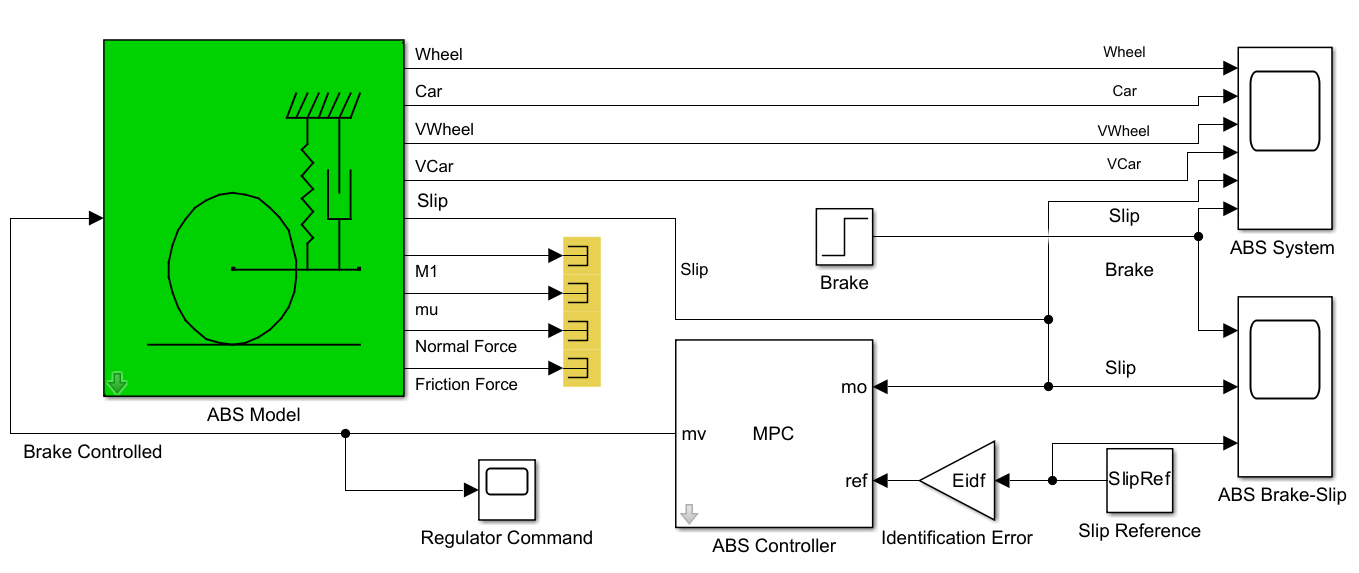 Wheel
Car
VWheel
VCar
Slip
M1
mu
Normal Force
Friction Force
ABS Model
Brake Controlled
Regulator Command
Slip
Brake
Wheel
Car
VWheel
VCar
Slip
Brake
ABS System
Slip
ABS Brake-Slip
mo
mv
MPC
ref
ABS Controller
Eidf
Identification Error
SlipRef
Slip Reference